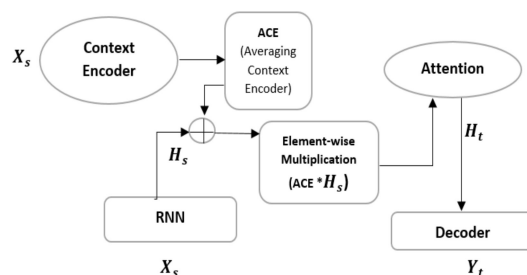 X_s
Context
Encoder
ACE
(Averaging
Context
Encoder)
Attention
H_s
Element-wise
Multiplication
(ACE *H_s)
H_t
RNN
Decoder
X_s
Y_t